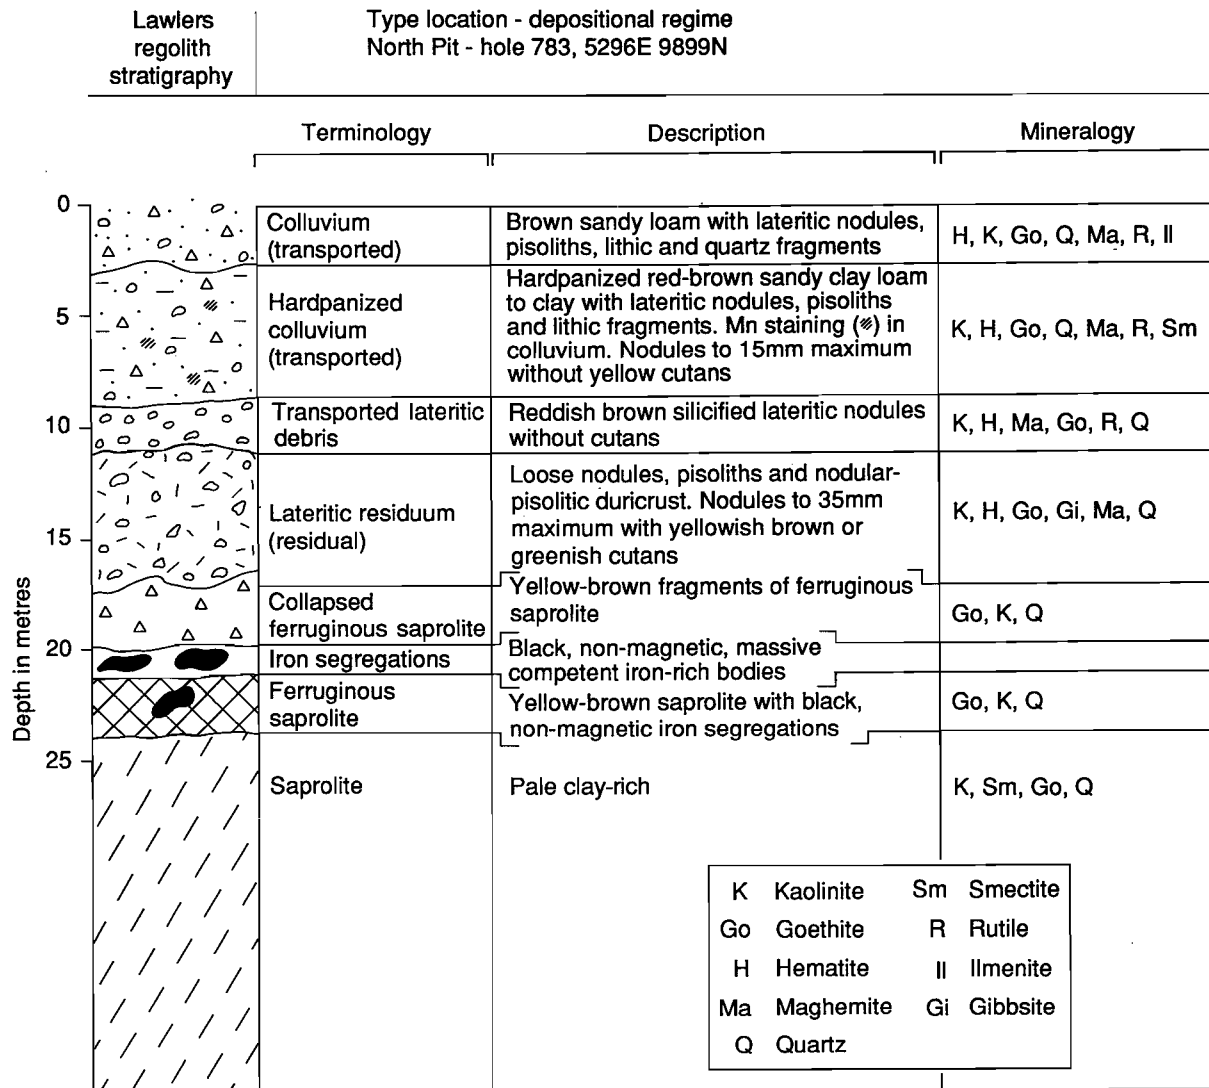 Lawlers
regolith
stratigraphy
Type location - depositional regime
North Pit - hole 783, 5296E 9899N
Terminology
Description
Mineralogy
Depth in metres
0
5
10
15
20
25
Colluvium
(transported)
Brown sandy loam with lateritic nodules,
pisoliths, lithic and quartz fragments
H, K, Go, Q, Ma, R, Il
Hardpanized
colluvium
(transported)
Hardpanized red-brown sandy clay loam
to clay with lateritic nodules, pisoliths
and lithic fragments. Mn staining () in
colluvium. Nodules to 15mm maximum
without yellow cutans
K, H, Go, Q, Ma, R, Sm
Transported lateritic
debris
Reddish brown silicified lateritic nodules
without cutans
K, H, Ma, Go, R, Q
Lateritic residuum
(residual)
Loose nodules, pisoliths and nodular-
pisolitic duricrust. Nodules to 35mm
maximum with yellowish brown or
greenish cutans
K, H, Go, Gi, Ma, Q
Collapsed
ferruginous saprolite
Yellow-brown fragments of ferruginous
saprolite
Go, K, Q
Iron segregations
Black, non-magnetic, massive
competent iron-rich bodies
Ferruginous
saprolite
Yellow-brown saprolite with black,
non-magnetic iron segregations
Go, K, Q
Saprolite
Pale clay-rich
K, Sm, Go, Q
K Kaolinite Sm Smectite
Go Goethite R Rutile
H Hematite Il Ilmenite
Ma Maghemite Gi Gibbsite
Q Quartz